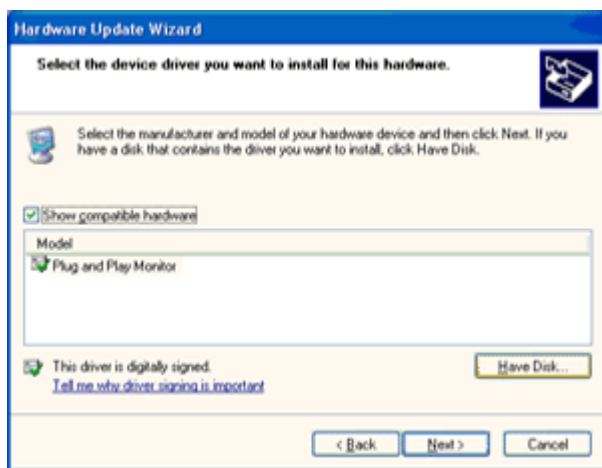 Hardware Update Wizard
Select the device driver you want to install for this hardware.
Select the manufacturer and model of your hardware device and then click Next. If you
have a disk that contains the driver you want to install, click Have Disk.
Show compatible hardware
Model
Plug and Play Monitor
This driver is digitally signed.
Have Disk...
Tell me why driver signing is important
< Back
Next >
Cancel